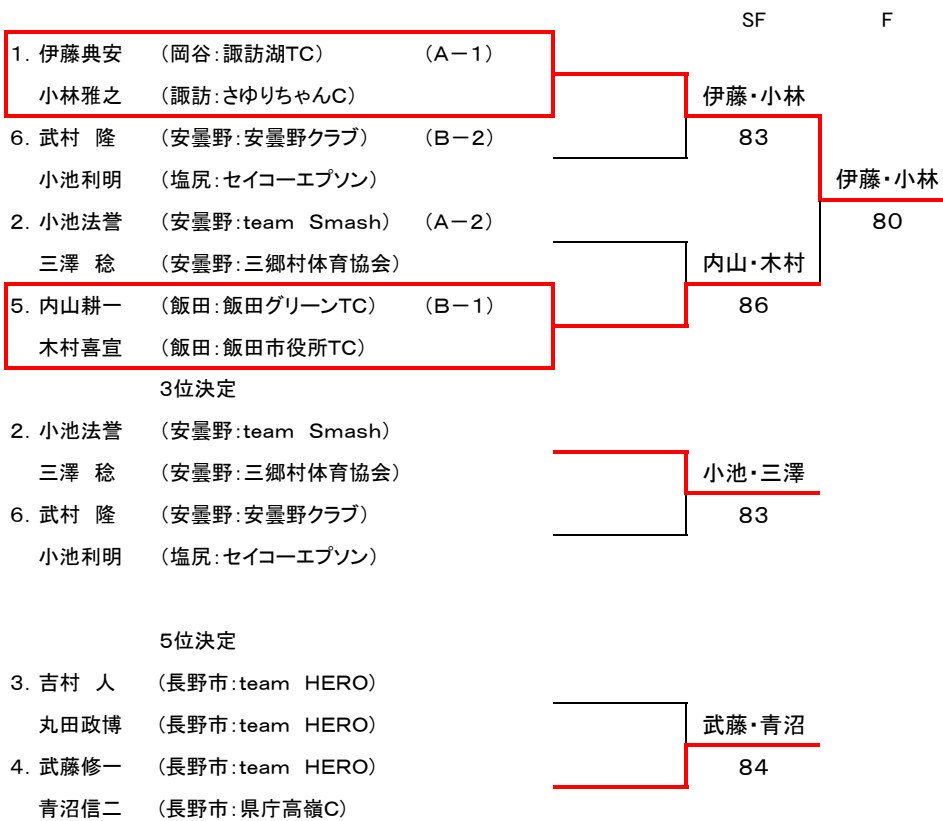 SF F
1. 伊藤典安 （岡谷：諏訪湖TC） （A－1）
小林雅之 （諏訪：さゆりちゃんC） 伊藤・小林
6. 武村 隆 （安曇野：安曇野クラブ） （B－2） 83
小池利明 （塩尻：セイコーエプソン） 伊藤・小林
2. 小池法誉 （安曇野：team Smash） （A－2） 80
三澤 稔 （安曇野：三郷村体育協会） 内山・木村
5. 内山耕一 （飯田：飯田グリーンTC） （B－1） 86
木村喜宣 （飯田：飯田市役所TC）
3位決定
2. 小池法誉 （安曇野：team Smash）
三澤 稔 （安曇野：三郷村体育協会） 小池・三澤
6. 武村 隆 （安曇野：安曇野クラブ） 83
小池利明 （塩尻：セイコーエプソン）
5位決定
3. 吉村 人 （長野市：team HERO）
丸田政博 （長野市：team HERO） 武藤・青沼
4. 武藤修一 （長野市：team HERO） 84
青沼信二 （長野市：県庁高嶺C）